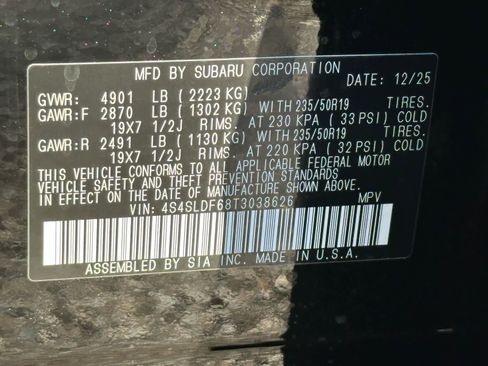 MFD BY SUBARU CORPORATION
DATE: 12/25
GVWR: 4901 LB ( 2223 KG)
GAWR:F 2870 LB ( 1302 KG) WITH 235/50R19 TIRES.
19X7 1/2J RIMS. AT 230 KPA ( 33 PSI) COLD
GAWR:R 2491 LB ( 1130 KG) WITH 235/50R19 TIRES.
19X7 1/2J RIMS. AT 220 KPA ( 32 PSI) COLD
THIS VEHICLE CONFORMS TO ALL APPLICABLE FEDERAL MOTOR
VEHICLE SAFETY AND THEFT PREVENTION STANDARDS
IN EFFECT ON THE DATE OF MANUFACTURE SHOWN ABOVE.
VIN: 4S4SLDF68T3038626 MPV
ASSEMBLED BY SIA INC. MADE IN U.S.A.